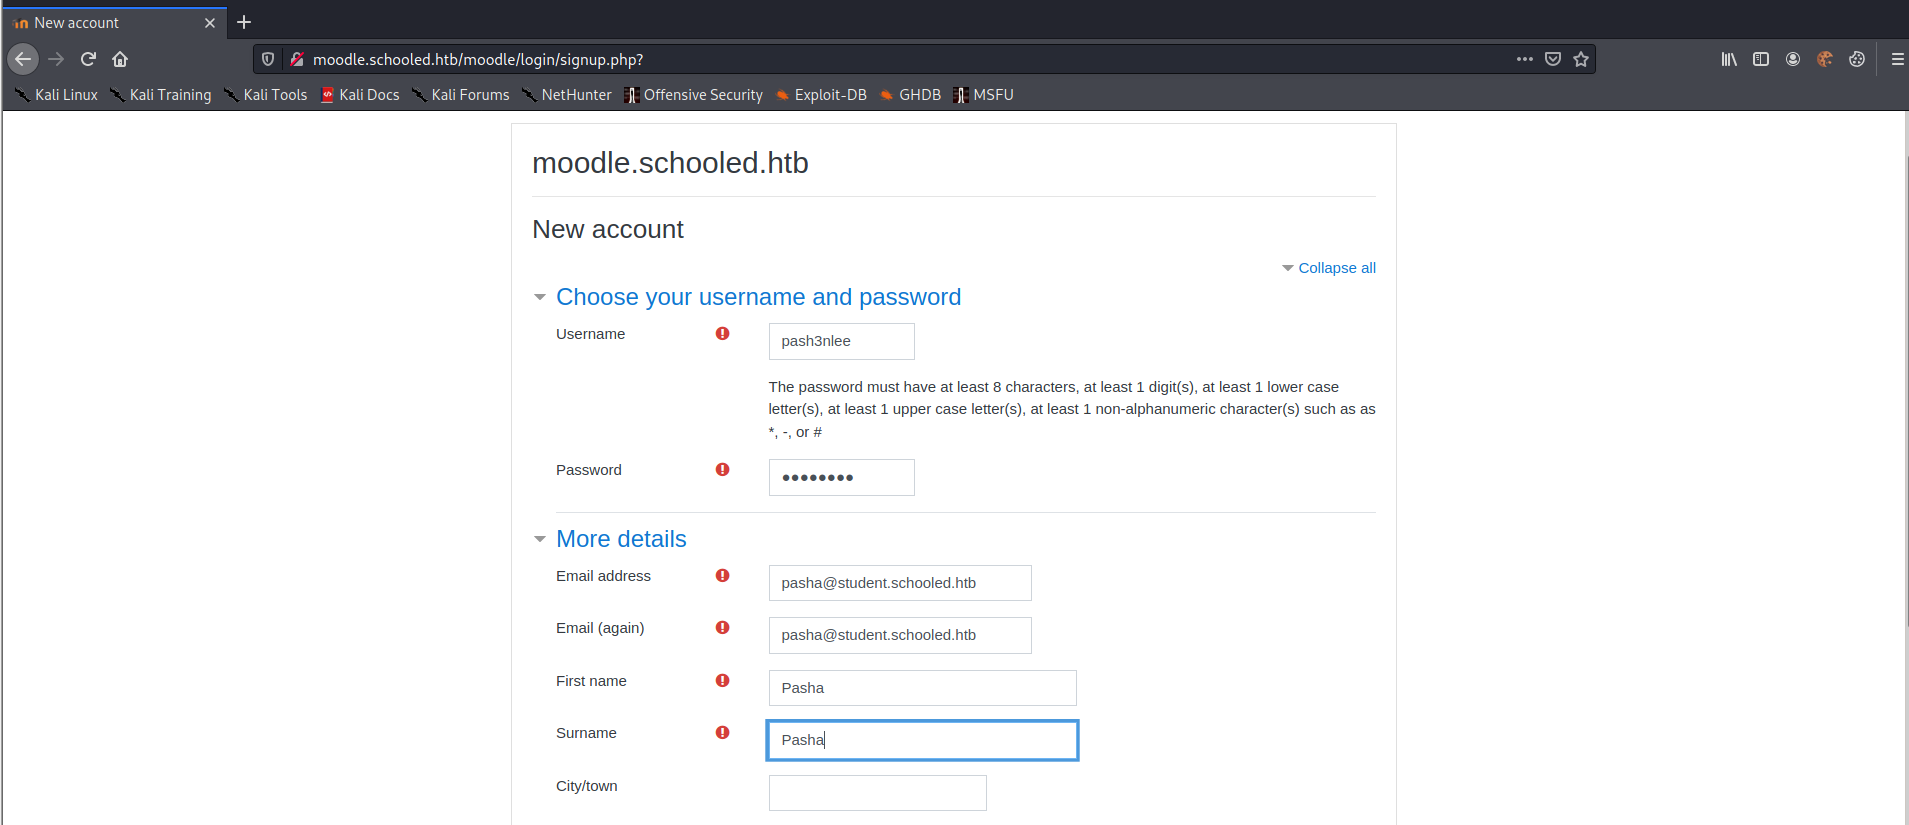 New account
moodle.schooled.htb/moodle/login/signup.php?
Kali Linux Kali Training Kali Tools Kali Docs Kali Forums NetHunter Offensive Security Exploit-DB GHDB MSFU
moodle.schooled.htb
New account
Collapse all
Choose your username and password
Username pash3nlee
The password must have at least 8 characters, at least 1 digit(s), at least 1 lower case
letter(s), at least 1 upper case letter(s), at least 1 non-alphanumeric character(s) such as as
*, -, or #
Password ••••••••
More details
Email address pasha@student.schooled.htb
Email (again) pasha@student.schooled.htb
First name Pasha
Surname Pasha
City/town